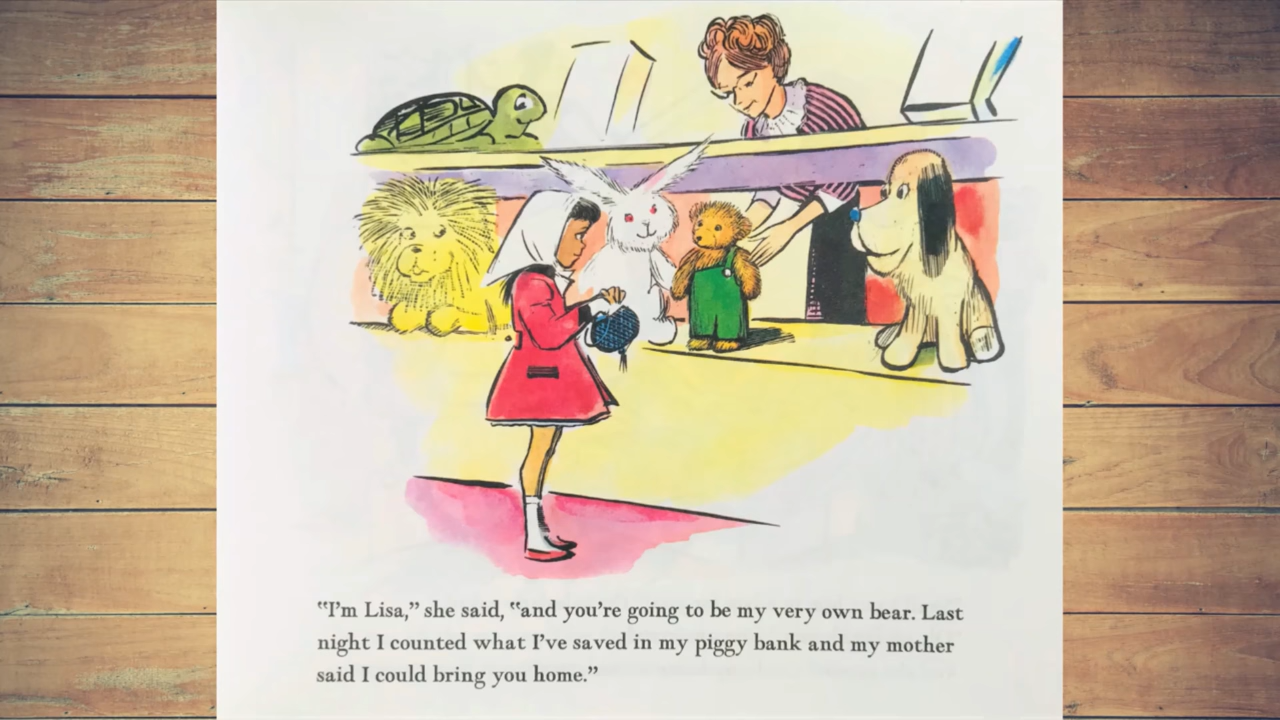 “I’m Lisa,” she said, “and you’re going to be my very own bear. Last
night I counted what I’ve saved in my piggy bank and my mother
said I could bring you home.”